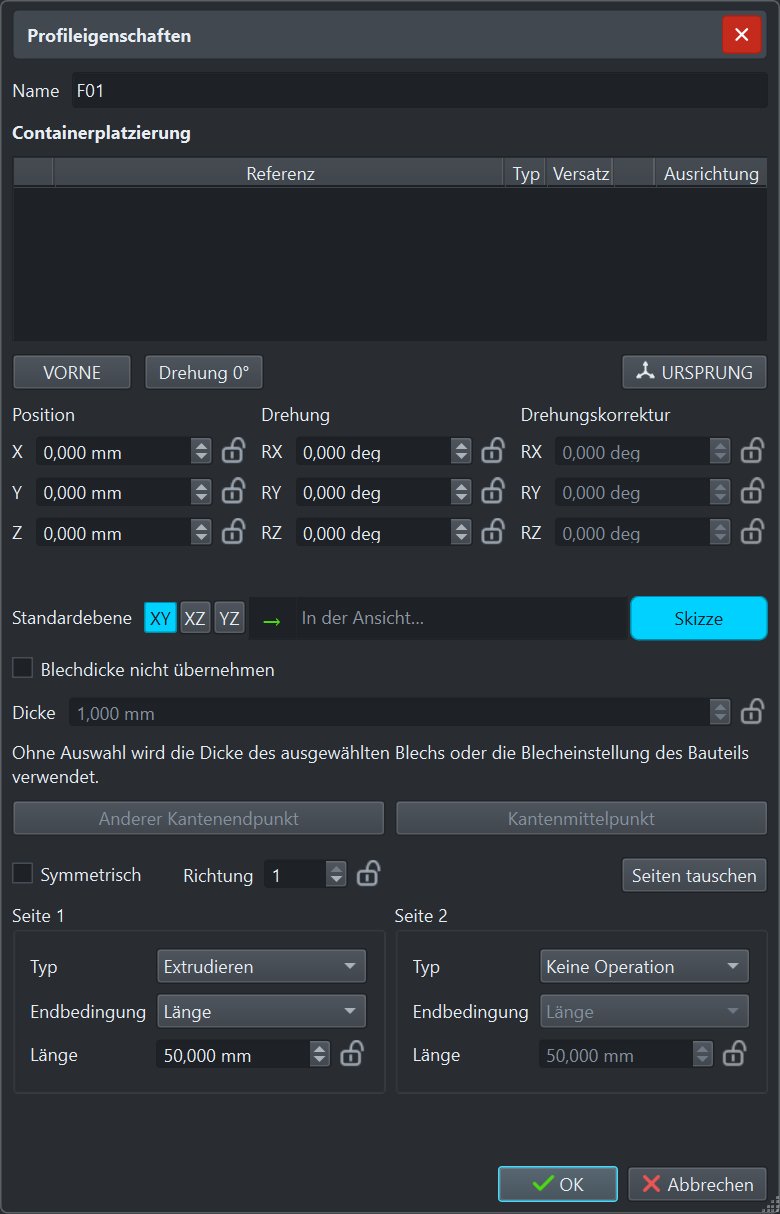 Profileigenschaften
Name F01
Containerplatzierung
Referenz Typ Versatz Ausrichtung
VORNE Drehung 0° URSPRUNG
Position Drehung Drehungskorrektur
X 0,000 mm RX 0,000 deg RX 0,000 deg
Y 0,000 mm RY 0,000 deg RY 0,000 deg
Z 0,000 mm RZ 0,000 deg RZ 0,000 deg
Standardebene XY XZ YZ → In der Ansicht... Skizze
Blechdicke nicht übernehmen
Dicke 1,000 mm
Ohne Auswahl wird die Dicke des ausgewählten Blechs oder die Blecheinstellung des Bauteils
verwendet.
Anderer Kantenendpunkt Kantenmittelpunkt
Symmetrisch Richtung 1 Seiten tauschen
Seite 1 Seite 2
Typ Extrudieren Typ Keine Operation
Endbedingung Länge Endbedingung Länge
Länge 50,000 mm Länge 50,000 mm
OK Abbrechen